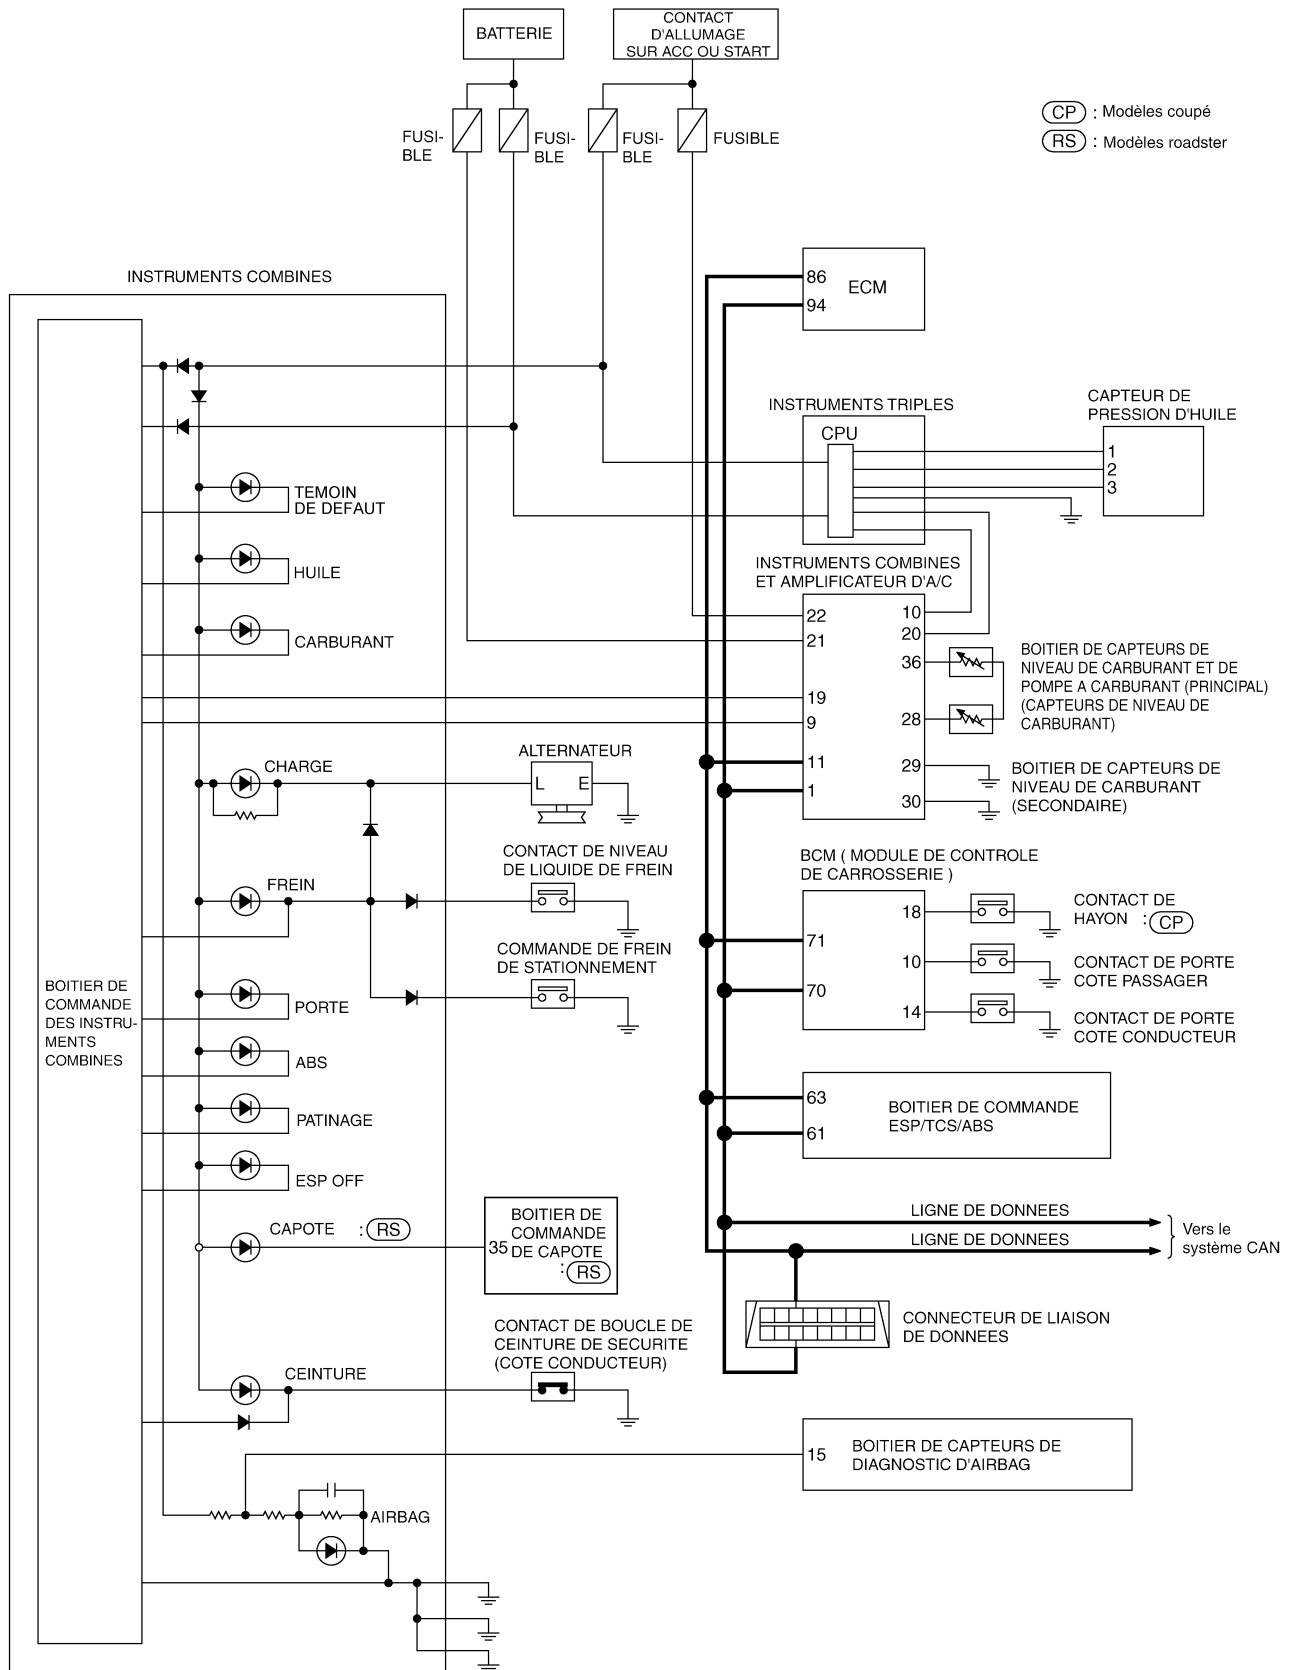 BATTERIE
CONTACT
D'ALLUMAGE
SUR ACC OU START
FUSI-
BLE
FUSI-
BLE
FUSI-
BLE
FUSIBLE
CP : Modèles coupé
RS : Modèles roadster
INSTRUMENTS COMBINES
86
94
ECM
INSTRUMENTS TRIPLES
CPU
CAPTEUR DE
PRESSION D'HUILE
1
2
3
TEMOIN
DE DEFAUT
HUILE
CARBURANT
INSTRUMENTS COMBINES
ET AMPLIFICATEUR D'A/C
22
21
19
9
11
1
10
20
36
28
29
30
BOITIER DE CAPTEURS DE
NIVEAU DE CARBURANT ET DE
POMPE A CARBURANT (PRINCIPAL)
(CAPTEURS DE NIVEAU DE
CARBURANT)
BOITIER DE CAPTEURS DE
NIVEAU DE CARBURANT
(SECONDAIRE)
CHARGE
ALTERNATEUR
L E
CONTACT DE NIVEAU
DE LIQUIDE DE FREIN
FREIN
COMMANDE DE FREIN
DE STATIONNEMENT
BCM ( MODULE DE CONTROLE
DE CARROSSERIE )
71
70
18
10
14
CONTACT DE
HAYON : CP
CONTACT DE PORTE
COTE PASSAGER
CONTACT DE PORTE
COTE CONDUCTEUR
BOITIER DE
COMMANDE
DES INSTRU-
MENTS
COMBINES
PORTE
ABS
PATINAGE
ESP OFF
63
61
BOITIER DE COMMANDE
ESP/TCS/ABS
CAPOTE : RS
BOITIER DE
COMMANDE
35 DE CAPOTE
: RS
LIGNE DE DONNEES
LIGNE DE DONNEES
Vers le
système CAN
CONNECTEUR DE LIAISON
DE DONNEES
CONTACT DE BOUCLE DE
CEINTURE DE SECURITE
(COTE CONDUCTEUR)
CEINTURE
15
BOITIER DE CAPTEURS DE
DIAGNOSTIC D'AIRBAG
AIRBAG